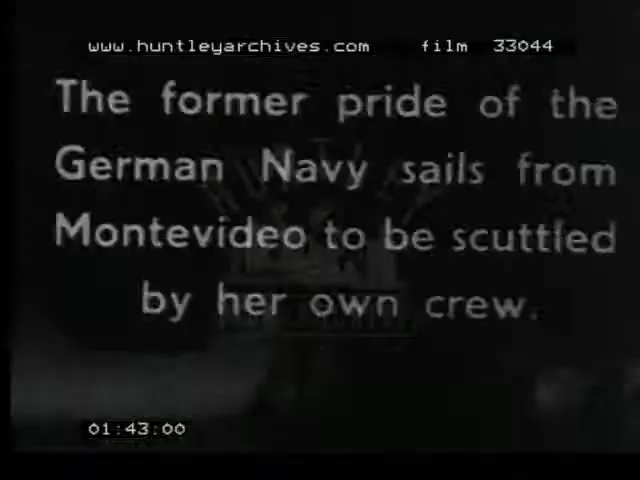 www.huntleyarchives.com film 33044
The former pride of the
German Navy sails from
Montevideo to be scuttled
by her own crew.
01:43:00